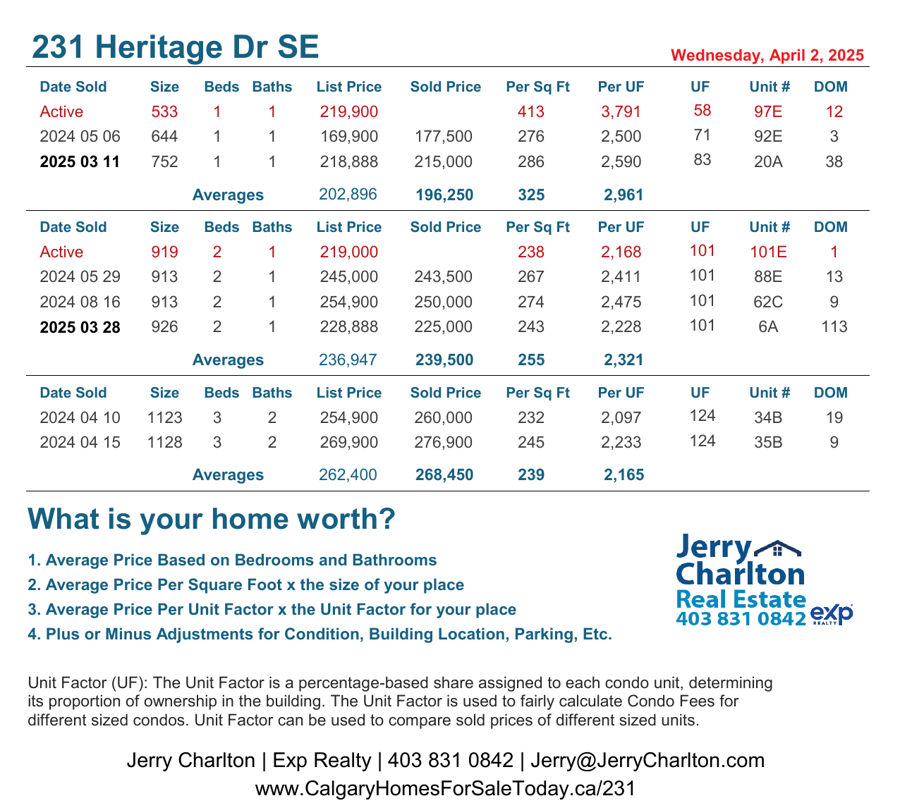 231 Heritage Dr SE
Wednesday, April 2, 2025
Date Sold Size Beds Baths List Price Sold Price Per Sq Ft Per UF UF Unit # DOM
Active 533 1 1 219,900 413 3,791 58 97E 12
2024 05 06 644 1 1 169,900 177,500 276 2,500 71 92E 3
2025 03 11 752 1 1 218,888 215,000 286 2,590 83 20A 38
Averages 202,896 196,250 325 2,961
Date Sold Size Beds Baths List Price Sold Price Per Sq Ft Per UF UF Unit # DOM
Active 919 2 1 219,000 238 2,168 101 101E 1
2024 05 29 913 2 1 245,000 243,500 267 2,411 101 88E 13
2024 08 16 913 2 1 254,900 250,000 274 2,475 101 62C 9
2025 03 28 926 2 1 228,888 225,000 243 2,228 101 6A 113
Averages 236,947 239,500 255 2,321
Date Sold Size Beds Baths List Price Sold Price Per Sq Ft Per UF UF Unit # DOM
2024 04 10 1123 3 2 254,900 260,000 232 2,097 124 34B 19
2024 04 15 1128 3 2 269,900 276,900 245 2,233 124 35B 9
Averages 262,400 268,450 239 2,165
What is your home worth?
1. Average Price Based on Bedrooms and Bathrooms
2. Average Price Per Square Foot x the size of your place
3. Average Price Per Unit Factor x the Unit Factor for your place
4. Plus or Minus Adjustments for Condition, Building Location, Parking, Etc.
Jerry
Charlton
Real Estate
403 831 0842 exp
REALTY
Unit Factor (UF): The Unit Factor is a percentage-based share assigned to each condo unit, determining
its proportion of ownership in the building. The Unit Factor is used to fairly calculate Condo Fees for
different sized condos. Unit Factor can be used to compare sold prices of different sized units.
Jerry Charlton | Exp Realty | 403 831 0842 | Jerry@JerryCharlton.com
www.CalgaryHomesForSaleToday.ca/231